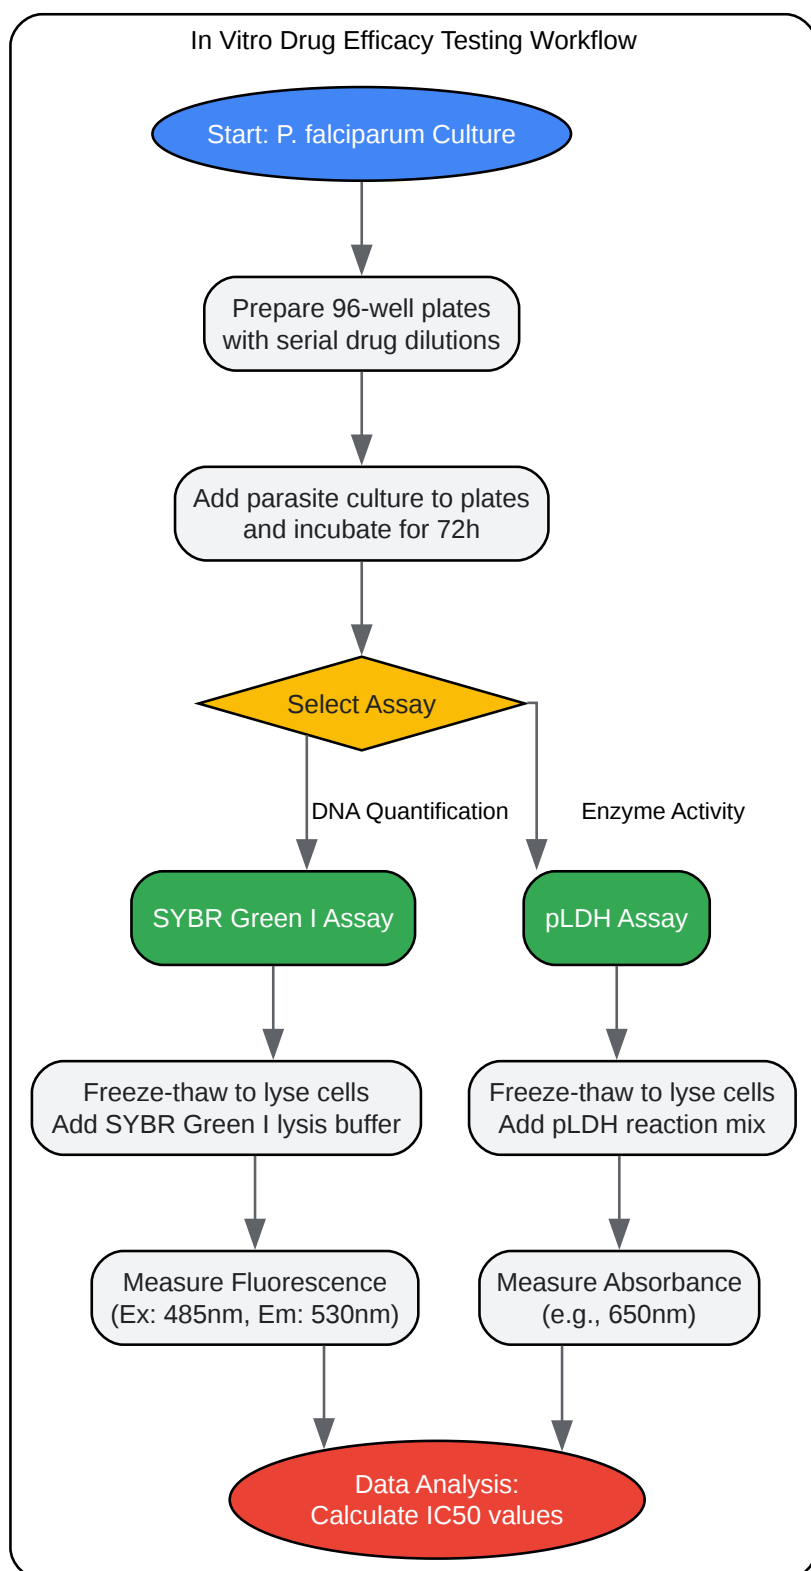 In Vitro Drug Efficacy Testing Workflow
Start: P. falciparum Culture
Prepare 96-well plates
with serial drug dilutions
Add parasite culture to plates
and incubate for 72h
Select Assay
DNA Quantification
Enzyme Activity
SYBR Green I Assay
pLDH Assay
Freeze-thaw to lyse cells
Add SYBR Green I lysis buffer
Freeze-thaw to lyse cells
Add pLDH reaction mix
Measure Fluorescence
(Ex: 485nm, Em: 530nm)
Measure Absorbance
(e.g., 650nm)
Data Analysis:
Calculate IC50 values